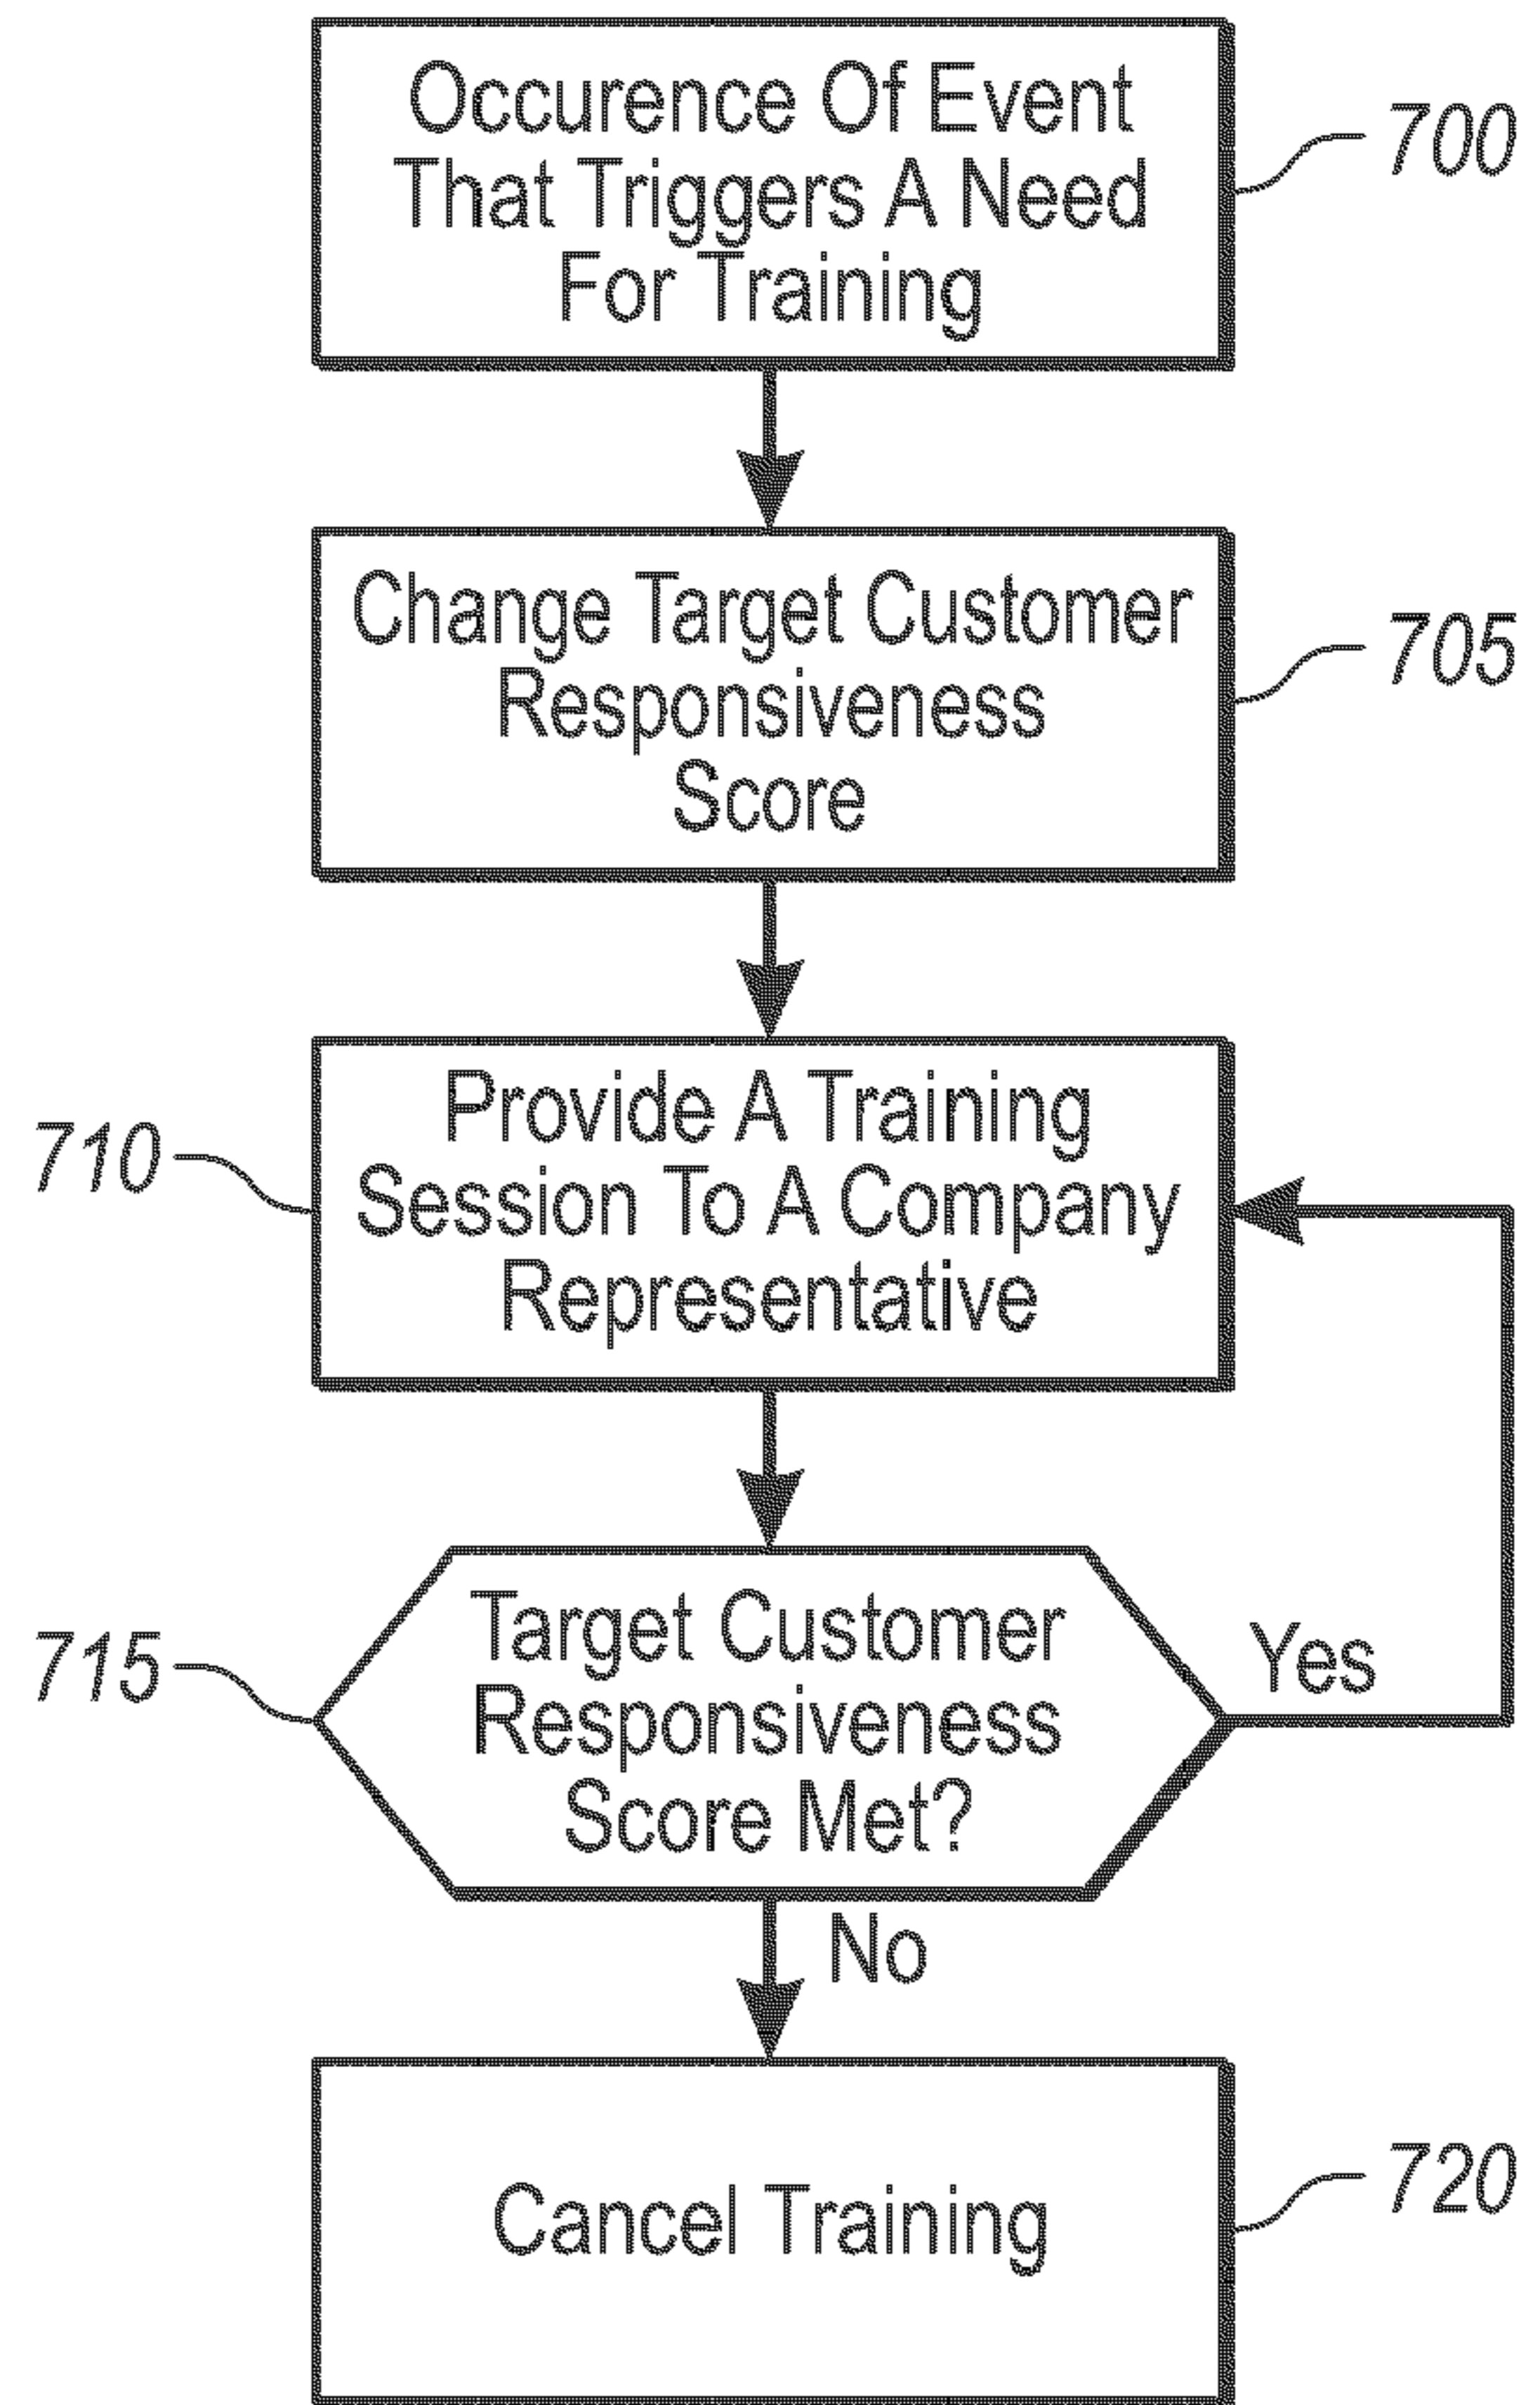 Occurence Of Event
That Triggers A Need
For Training
700
Change Target Customer
Responsiveness
Score
705
Provide A Training
Session To A Company
Representative
710
Target Customer
Responsiveness
Score Met?
715
Yes
No
Cancel Training
720